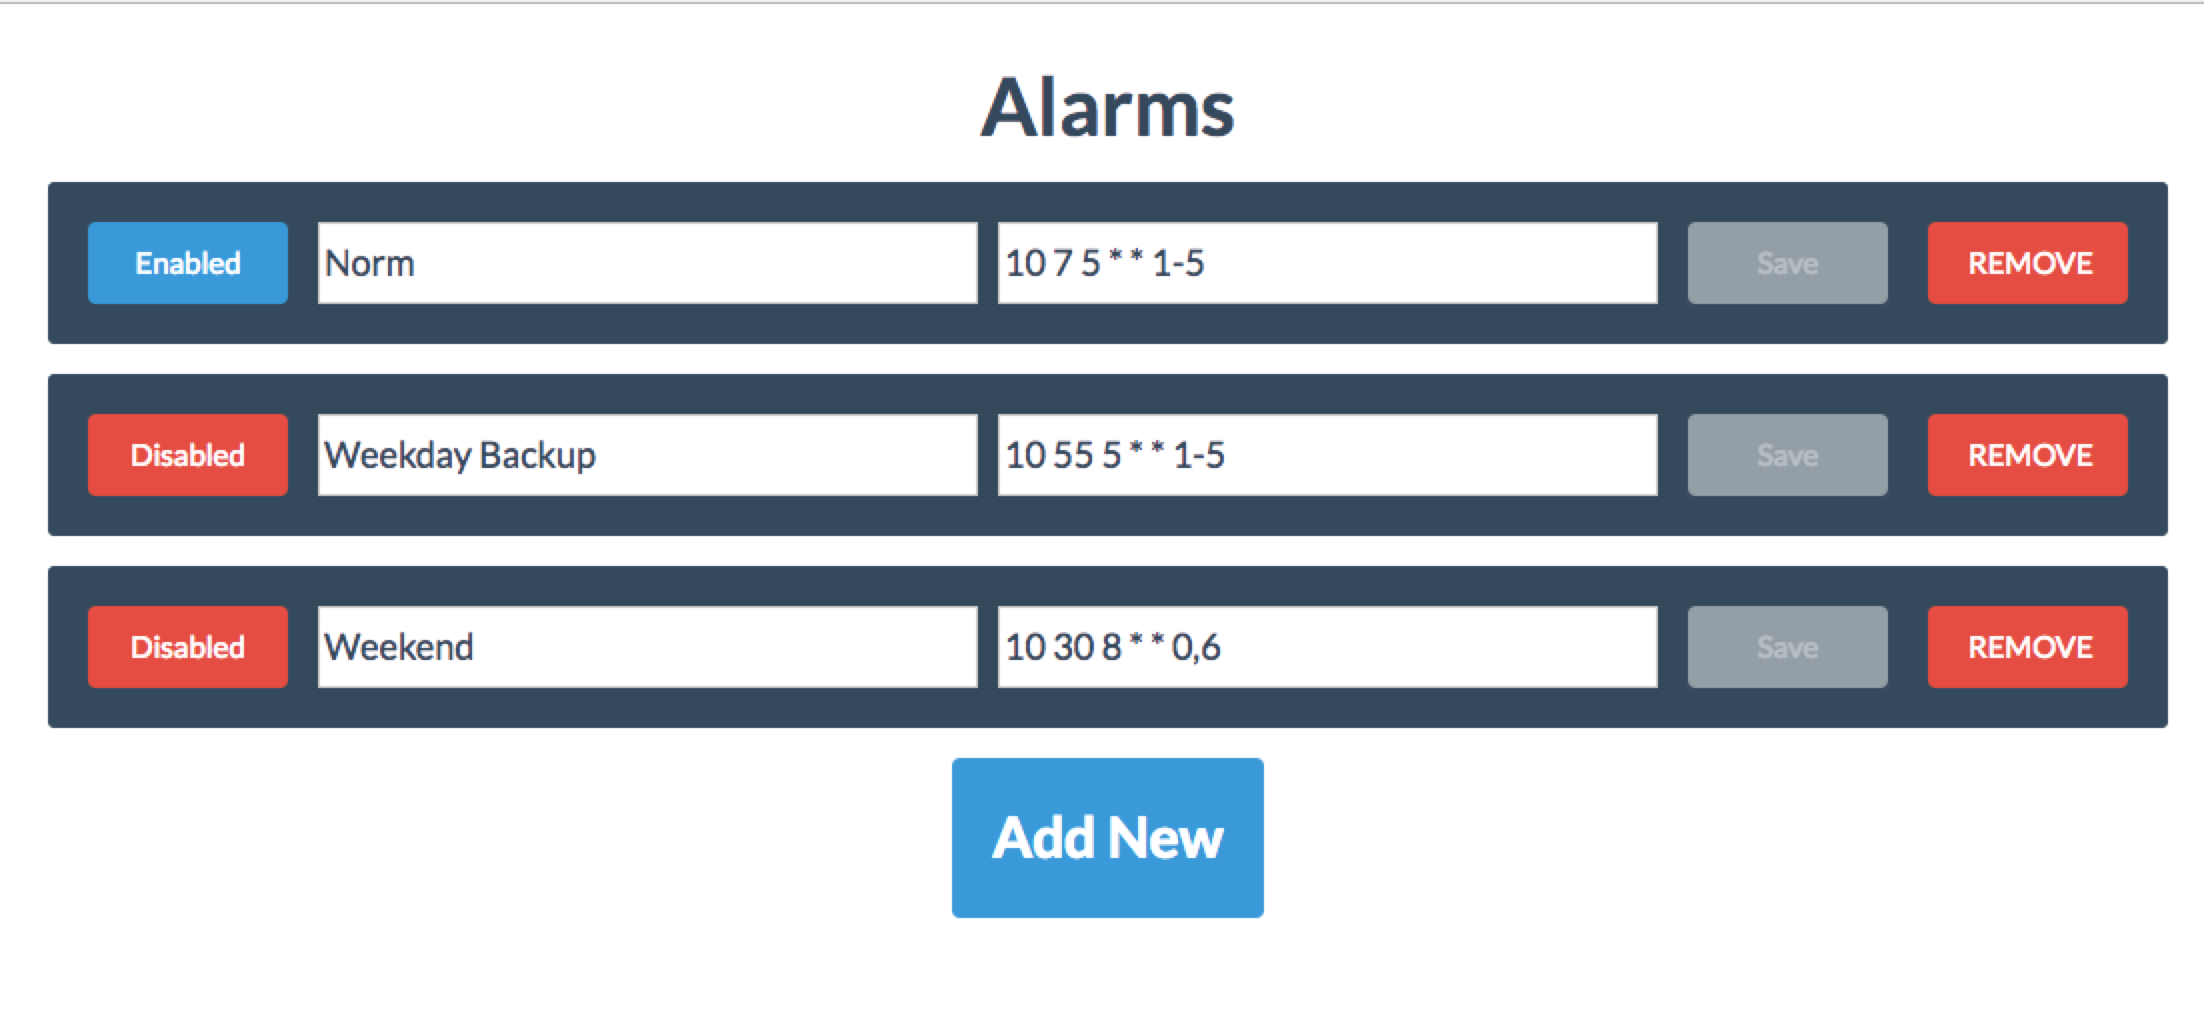 Alarms
Enabled Norm 10 7 5 * * 1-5 Save REMOVE
Disabled Weekday Backup 10 55 5 * * 1-5 Save REMOVE
Disabled Weekend 10 30 8 * * 0,6 Save REMOVE
Add New